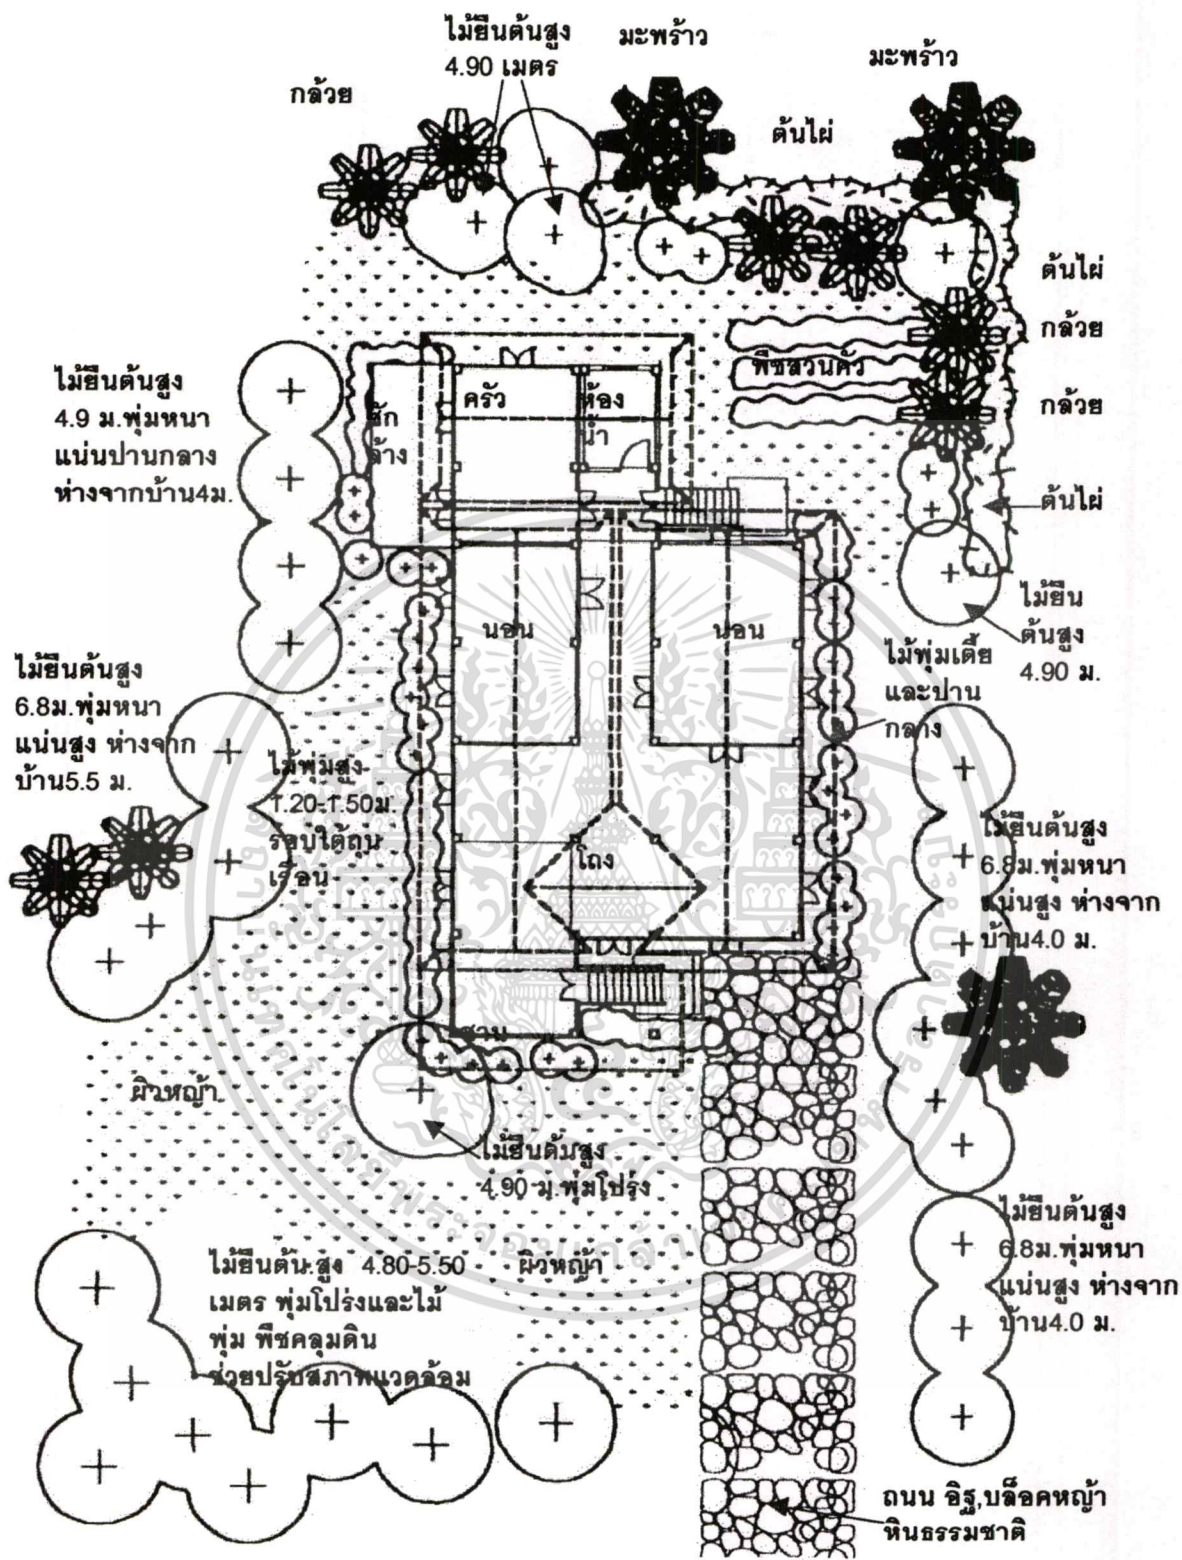 ไม้ยืนต้นสูง
4.90 เมตร
มะพร้าว
มะพร้าว
กล้วย
ต้นไผ่
ต้นไผ่
กล้วย
กล้วย
ต้นไผ่
พืชสวนครัว
ไม้ยืนต้นสูง
4.9 ม.พุ่มหนา
แน่นปานกลาง
ห่างจากบ้าน4ม.
ซัก
ล้าง
ครัว
ห้อง
น้ำ
นอน
นอน
ไม้ยืน
ต้นสูง
4.90 ม.
ไม้พุ่มเตี้ย
และปาน
กลาง
ไม้ยืนต้นสูง
6.8ม.พุ่มหนา
แน่นสูง ห่างจาก
บ้าน5.5 ม.
ไม้พุ่มสูง
1.20-1.50ม.
รอบใต้ถุน
เรือน
โถง
ไม้ยืนต้นสูง
6.8ม.พุ่มหนา
แน่นสูง ห่างจาก
บ้าน4.0 ม.
ชาน
ผิวหญ้า
ไม้ยืนต้นสูง
4.90 ม.พุ่มโปร่ง
ผิวหญ้า
ไม้ยืนต้น สูง 4.80-5.50
เมตร พุ่มโปร่งและไม้
พุ่ม พืชคลุมดิน
ช่วยปรับสภาพแวดล้อม
ไม้ยืนต้นสูง
6.8ม.พุ่มหนา
แน่นสูง ห่างจาก
บ้าน4.0 ม.
ถนน อิฐ,บล็อคหญ้า
หินธรรมชาติ